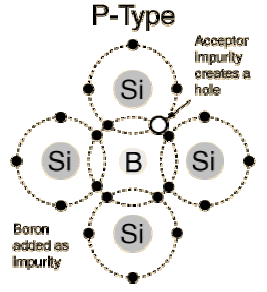 P-Type
Acceptor
impurity
creates a
hole
Si
Si
B
Si
Si
Boron
added as
impurity